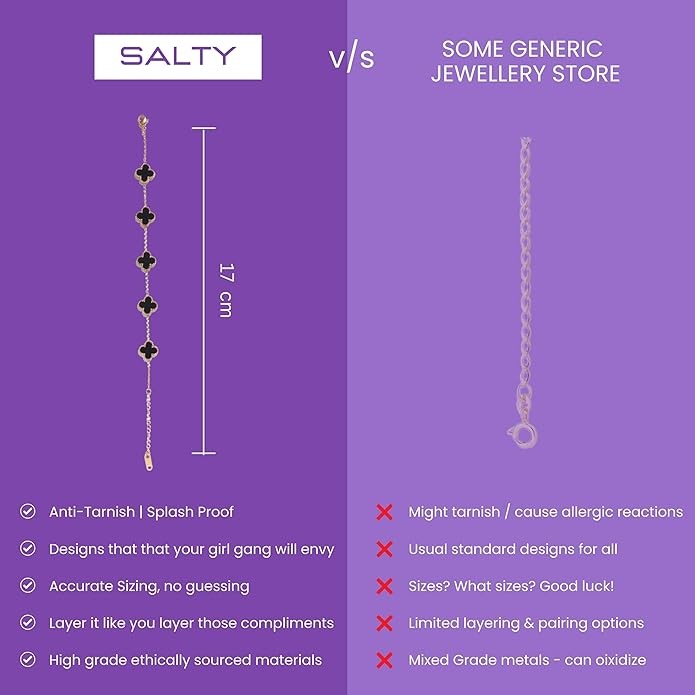 SALTY
v/s
SOME GENERIC
JEWELLERY STORE
17 cm
Anti-Tarnish | Splash Proof
Designs that that your girl gang will envy
Accurate Sizing, no guessing
Layer it like you layer those compliments
High grade ethically sourced materials
Might tarnish / cause allergic reactions
Usual standard designs for all
Sizes? What sizes? Good luck!
Limited layering & pairing options
Mixed Grade metals - can oixidize